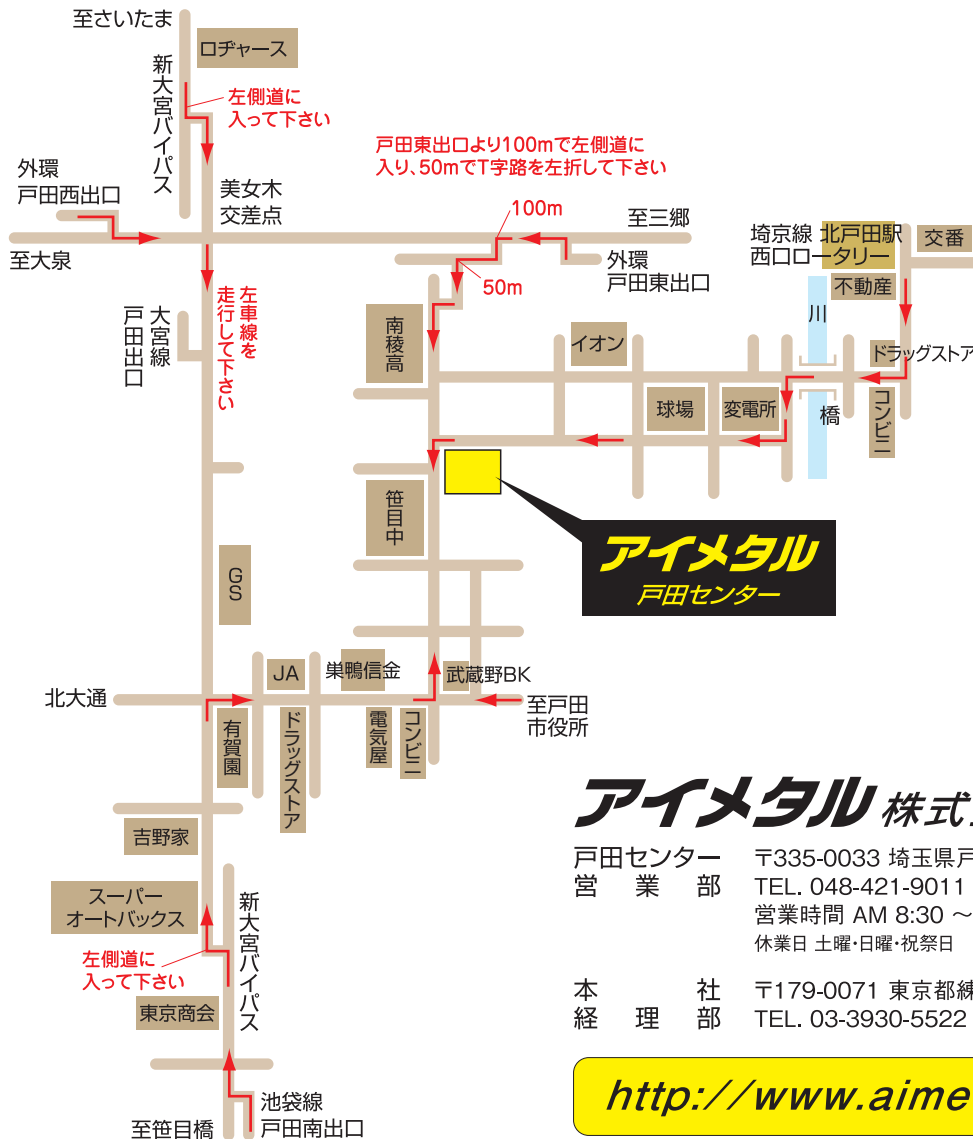 至さいたま
ロヂャース
新大宮バイパス
左側道に
入って下さい
戸田東出口より100mで左側道に
入り、50mでT字路を左折して下さい
外環
戸田西出口
美女木
交差点
100m
至三郷
埼京線 北戸田駅
西口ロータリー
交番
至大泉
外環
戸田東出口
50m
不動産
川
左車線を
走行して下さい
大宮線
戸田出口
南稜高
イオン
ドラッグストア
球場
変電所
橋
コンビニ
笹目中
アイメタル
戸田センター
GS
JA
巣鴨信金
武蔵野BK
北大通
至戸田
市役所
有賀園
ドラッグストア
電気屋
コンビニ
吉野家
スーパー
オートバックス
新大宮バイパス
左側道に
入って下さい
東京商会
池袋線
戸田南出口
至笹目橋
アイメタル 株式
戸田センター 〒335-0033 埼玉県戸
営業部 TEL. 048-421-9011
営業時間 AM 8:30 ～
休業日 土曜・日曜・祝祭日
本社 〒179-0071 東京都練
経理部 TEL. 03-3930-5522
http://www.aime